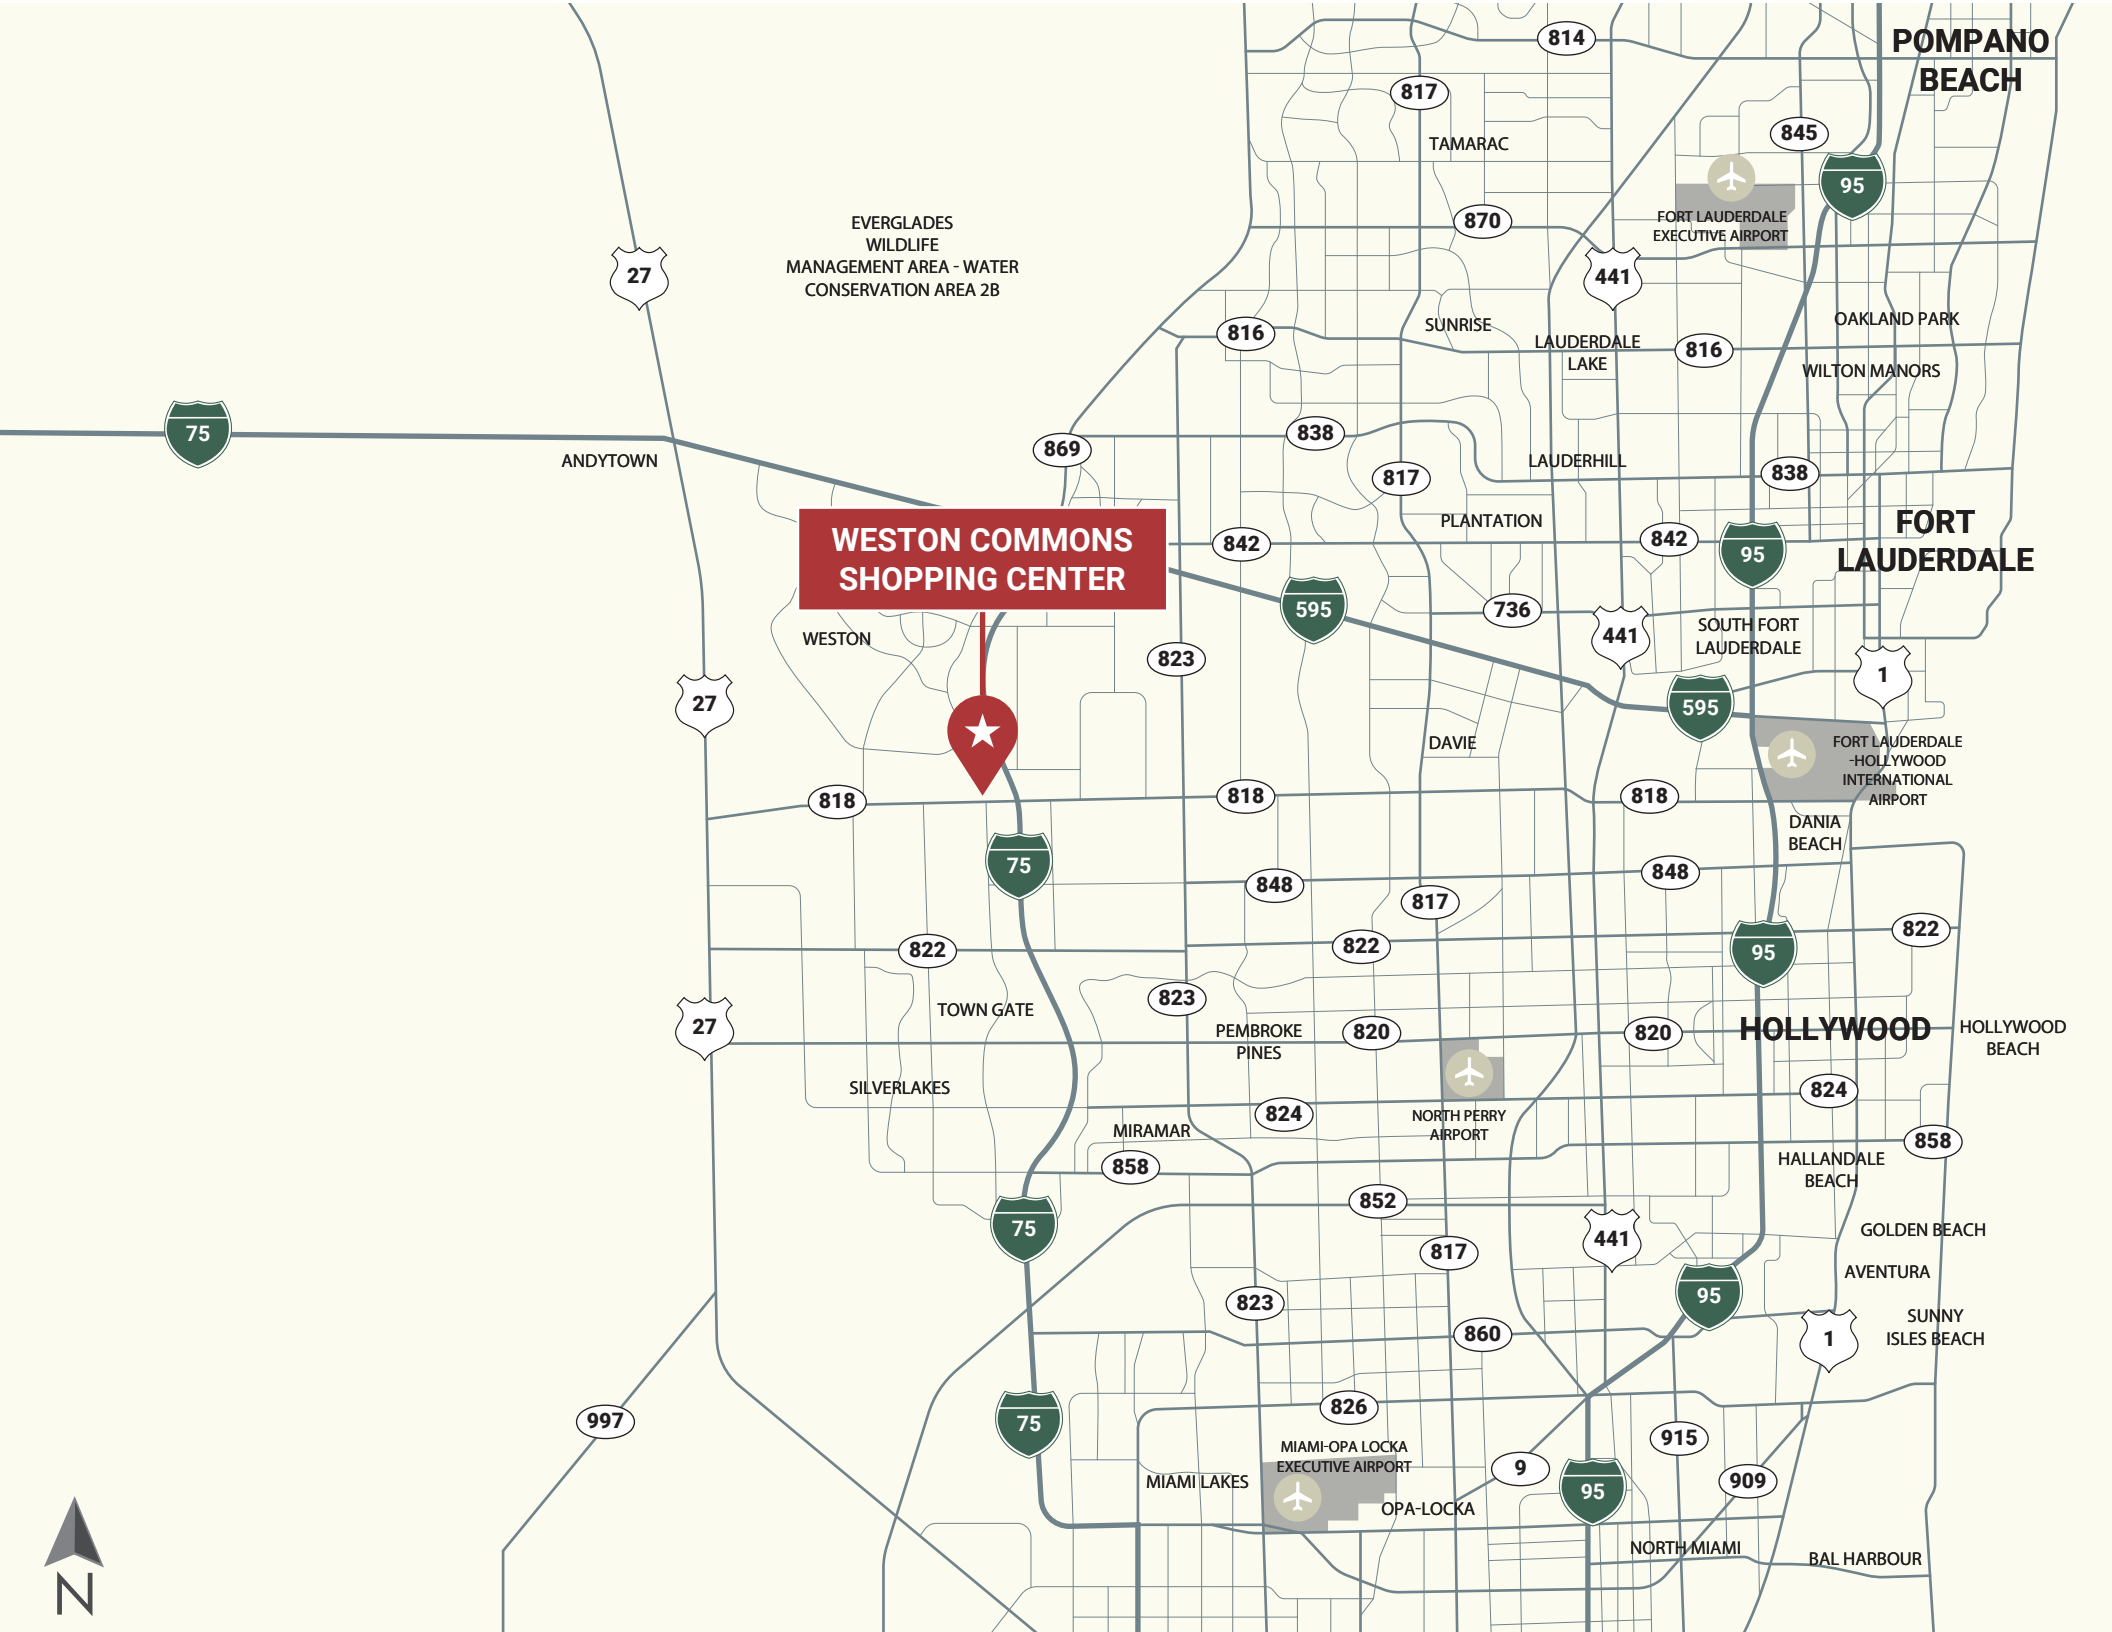 814
POMPANO
BEACH
817
845
TAMARAC
95
870
FORT LAUDERDALE
EXECUTIVE AIRPORT
EVERGLADES
WILDLIFE
MANAGEMENT AREA - WATER
CONSERVATION AREA 2B
27
441
816
SUNRISE
OAKLAND PARK
LAUDERDALE
LAKE
816
WILTON MANORS
75
ANDYTOWN
869
838
817
LAUDERHILL
838
PLANTATION
FORT
LAUDERDALE
WESTON COMMONS
SHOPPING CENTER
842
842
95
595
736
441
SOUTH FORT
LAUDERDALE
WESTON
823
1
27
595
DAVIE
FORT LAUDERDALE
-HOLLYWOOD
INTERNATIONAL
AIRPORT
818
818
818
DANIA
BEACH
75
848
848
817
822
822
822
95
TOWN GATE
823
27
PEMBROKE
PINES
820
820
HOLLYWOOD
HOLLYWOOD
BEACH
SILVERLAKES
824
824
NORTH PERRY
AIRPORT
MIRAMAR
858
858
HALLANDALE
BEACH
852
75
817
441
GOLDEN BEACH
AVENTURA
823
95
SUNNY
ISLES BEACH
860
1
997
75
826
915
MIAMI-OPA LOCKA
EXECUTIVE AIRPORT
9
909
MIAMI LAKES
95
OPA-LOCKA
NORTH MIAMI
BAL HARBOUR
N